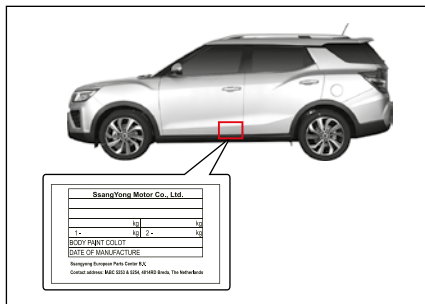 SsangYong Motor Co., Ltd.
kg kg
1 - kg 2 - kg
BODY PAINT COLOT
DATE OF MANUFACTURE
Ssangyong European Parts Center B.V,
Contact address: IABC 5253 & 5254, 4814RD Breda, The Netherlands